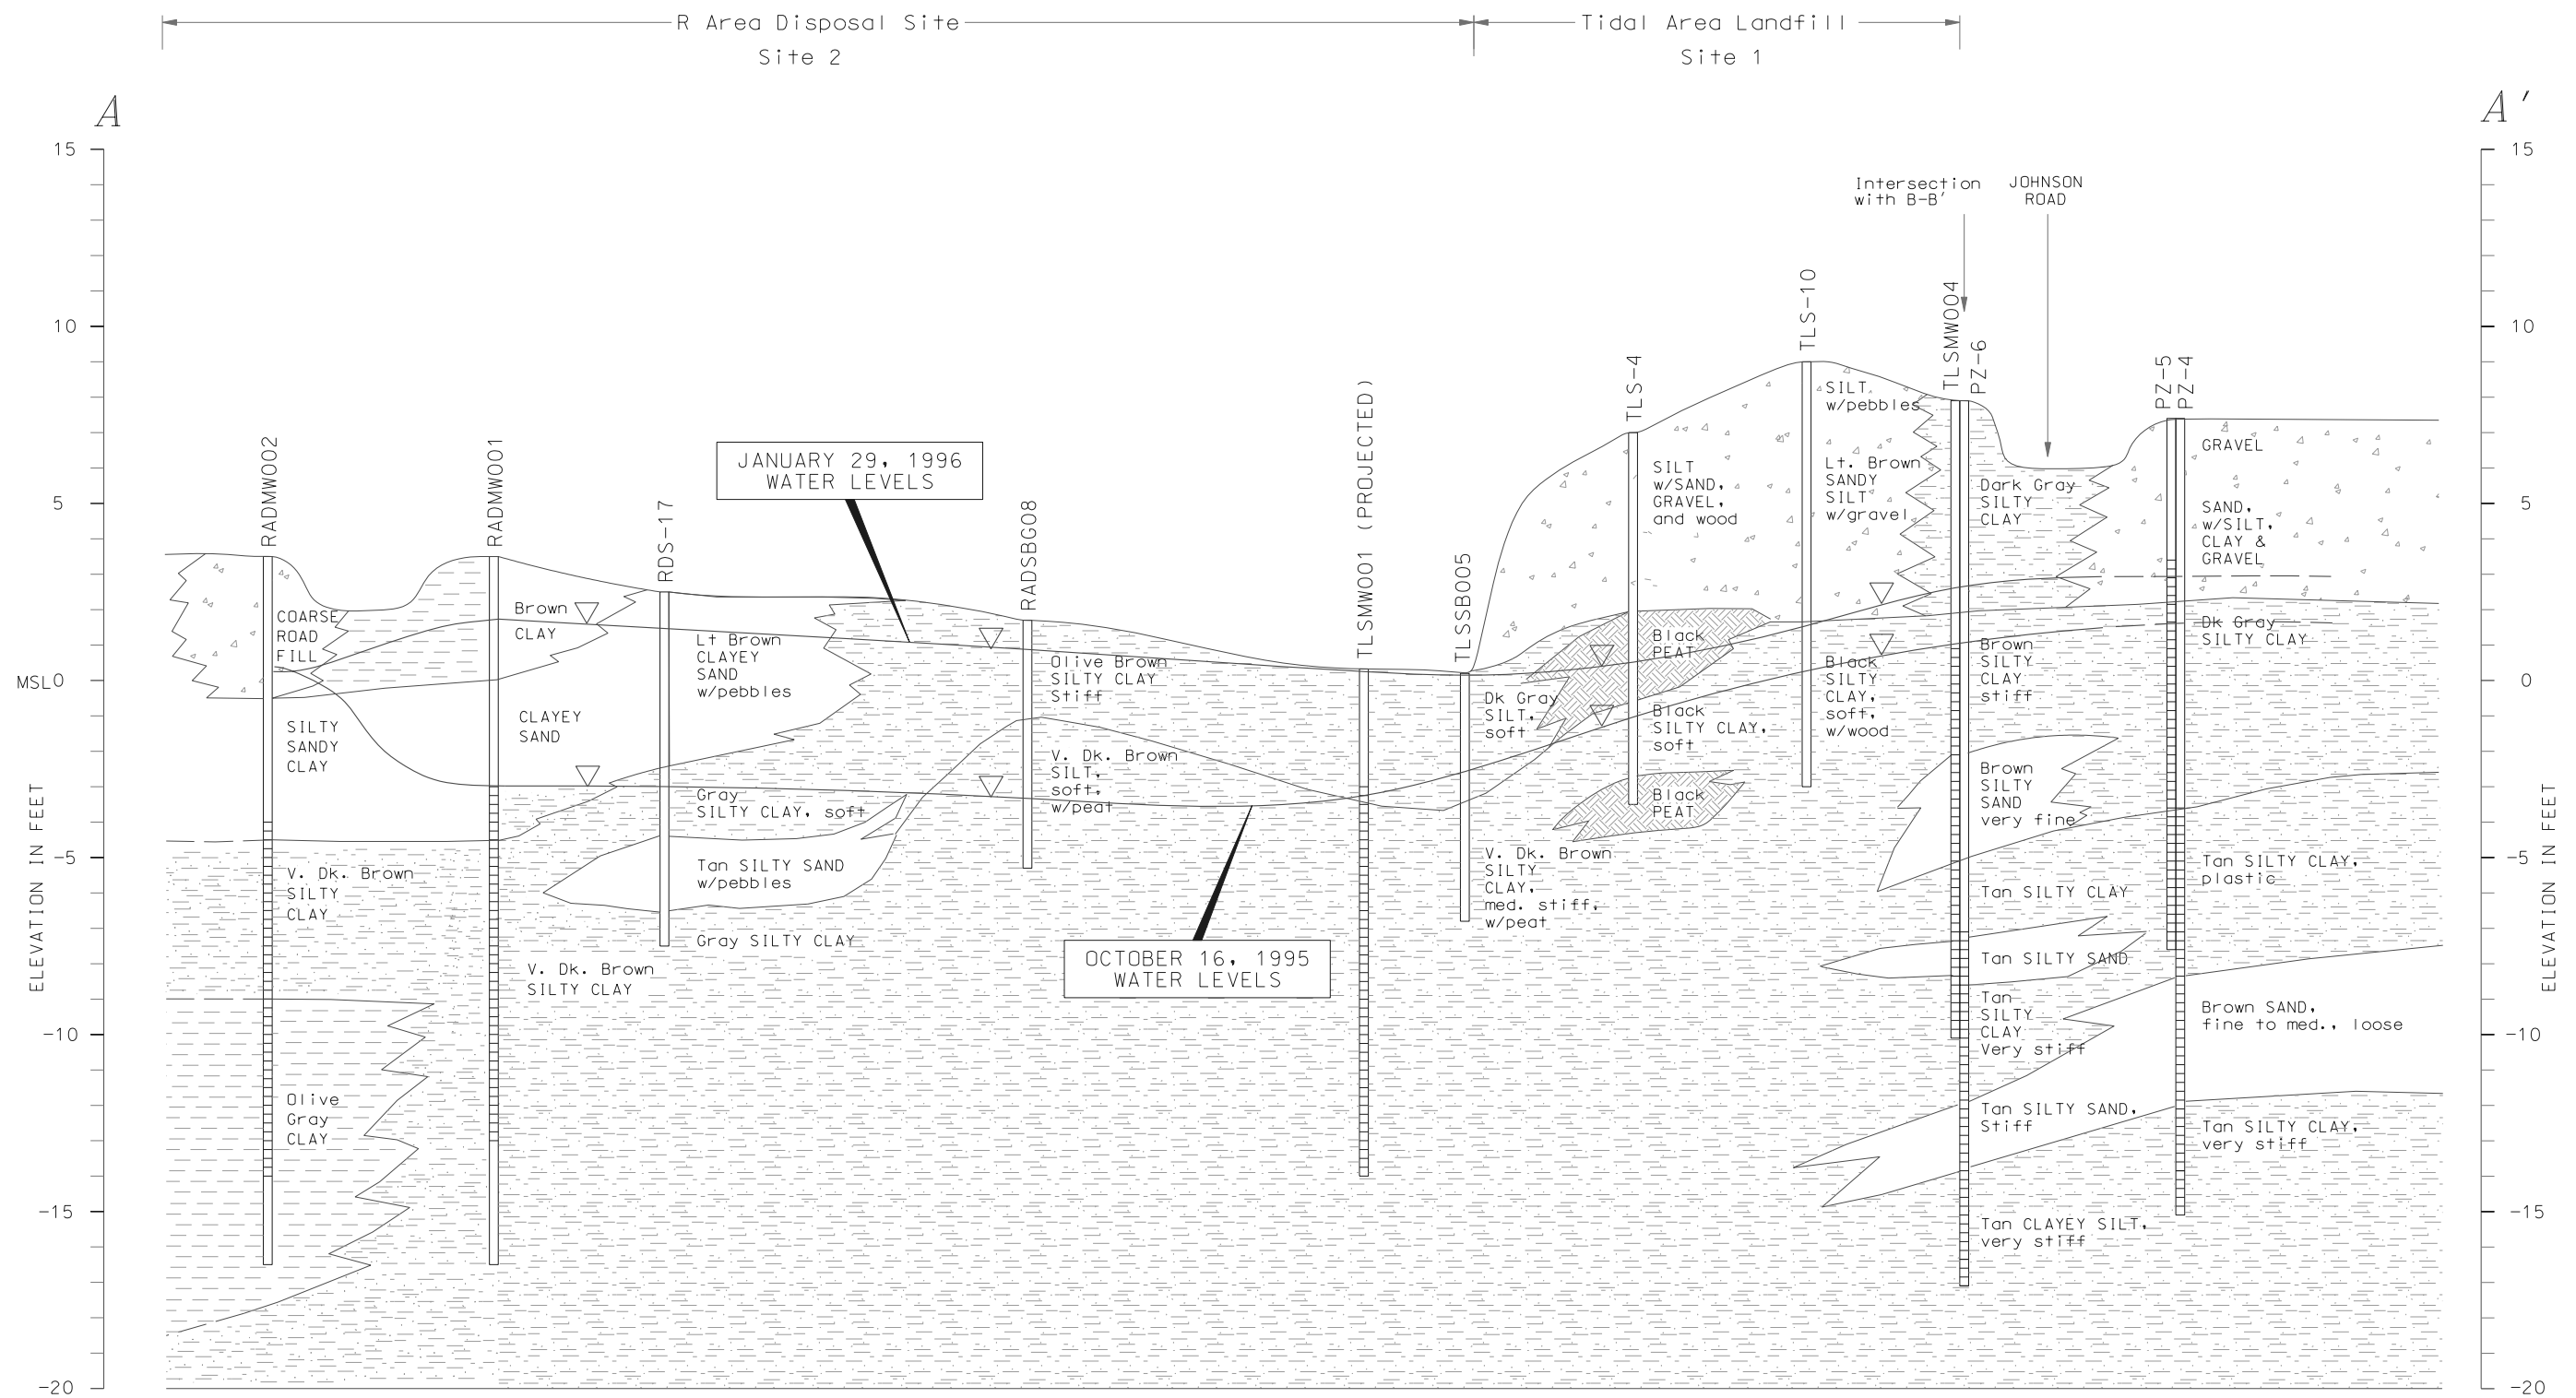 R Area Disposal Site
Site 2
Tidal Area Landfill
Site 1
A
A'
15
10
5
MSL 0
-5
-10
-15
-20
ELEVATION IN FEET
15
10
5
0
-5
-10
-15
-20
ELEVATION IN FEET
Intersection
with B-B'
JOHNSON
ROAD
RADMW002
RADMW001
RDS-17
RADSBG08
TLSMW001 (PROJECTED)
TLSSB005
TLS-4
TLS-10
TLSMW004
PZ-6
PZ-5
PZ-4
JANUARY 29, 1996
WATER LEVELS
OCTOBER 16, 1995
WATER LEVELS
COARSE
ROAD
FILL
SILTY
SANDY
CLAY
V. Dk. Brown
SILTY
CLAY
Olive
Gray
CLAY
Brown
CLAY
CLAYEY
SAND
V. Dk. Brown
SILTY CLAY
Lt Brown
CLAYEY
SAND
w/pebbles
Gray
SILTY CLAY, soft
Tan SILTY SAND
w/pebbles
Gray SILTY CLAY
Olive Brown
SILTY CLAY
Stiff
V. Dk. Brown
SILT,
soft,
w/peat
Dk Gray
SILT,
soft
V. Dk. Brown
SILTY
CLAY,
med. stiff,
w/peat
SILT
w/SAND,
GRAVEL,
and wood
Black
PEAT
Black
SILTY CLAY,
soft
Black
PEAT
SILT,
w/pebbles
Lt. Brown
SANDY
SILT
w/gravel
Black
SILTY
CLAY,
soft,
w/wood
Dark Gray
SILTY
CLAY
Brown
SILTY
CLAY
stiff
Brown
SILTY
SAND
very fine
Tan SILTY CLAY
Tan SILTY SAND
Tan
SILTY
CLAY
Very stiff
Tan SILTY SAND,
Stiff
Tan CLAYEY SILT,
very stiff
GRAVEL
SAND,
w/SILT,
CLAY &
GRAVEL
Dk Gray
SILTY CLAY
Tan SILTY CLAY,
plastic
Brown SAND,
fine to med., loose
Tan SILTY CLAY,
very stiff